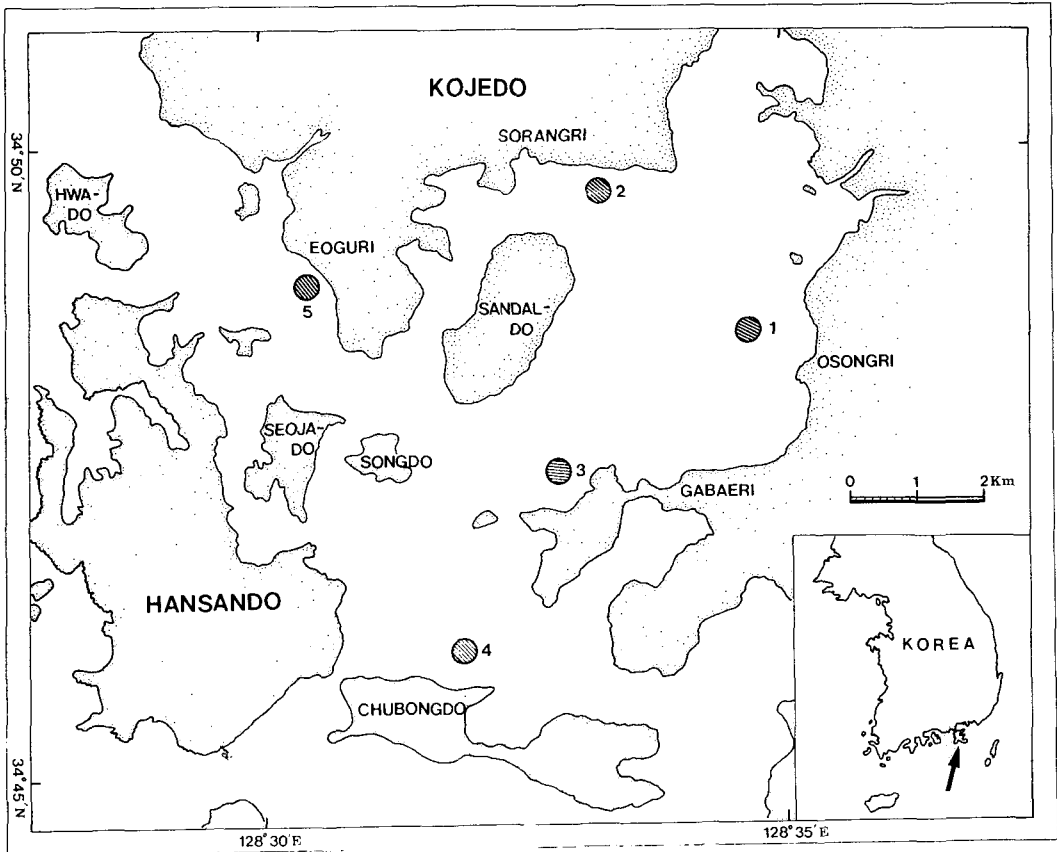 KOJEDO
SORANGRI
34°50'N
HWA-
DO
2
EOGURI
5
SANDAL-
DO
1
OSONGRI
SEOJA-
DO
SONGDO
3
GABAERI
0 1 2Km
HANSANDO
4
KOREA
CHUBONGDO
34°45'N
128°30'E
128°35'E